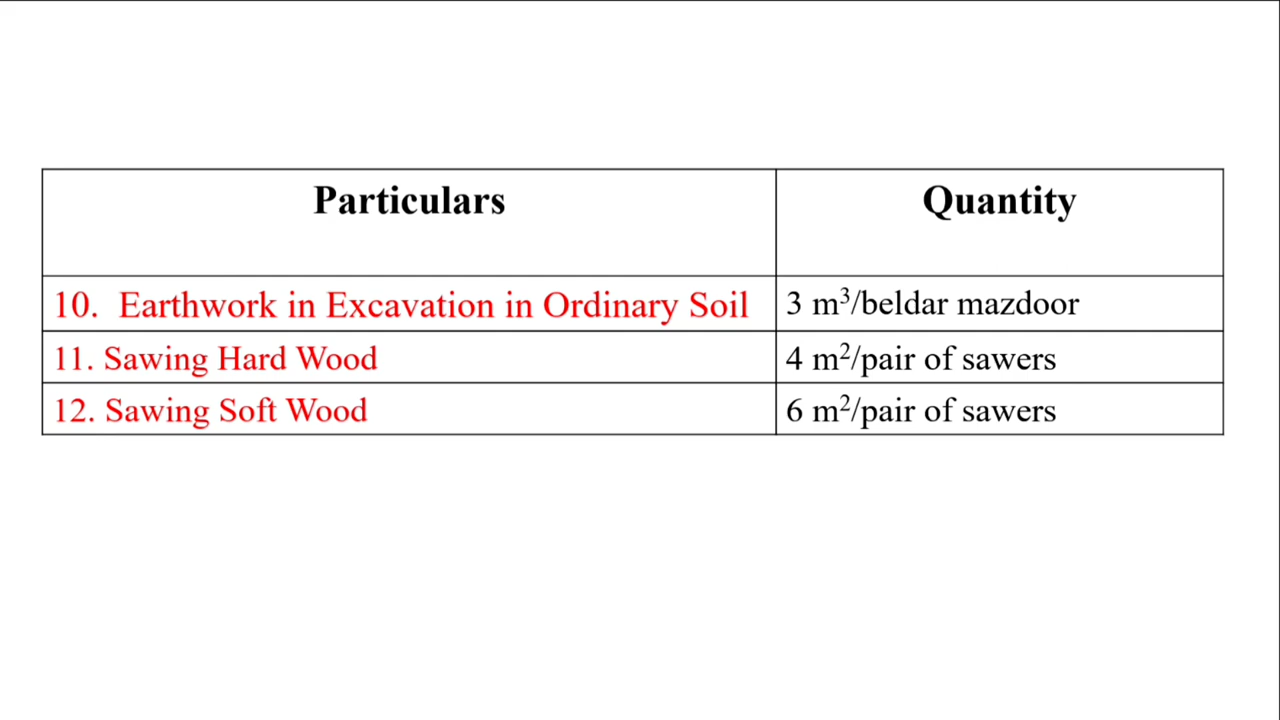 Particulars Quantity
10. Earthwork in Excavation in Ordinary Soil 3 m³/beldar mazdoor
11. Sawing Hard Wood 4 m²/pair of sawers
12. Sawing Soft Wood 6 m²/pair of sawers